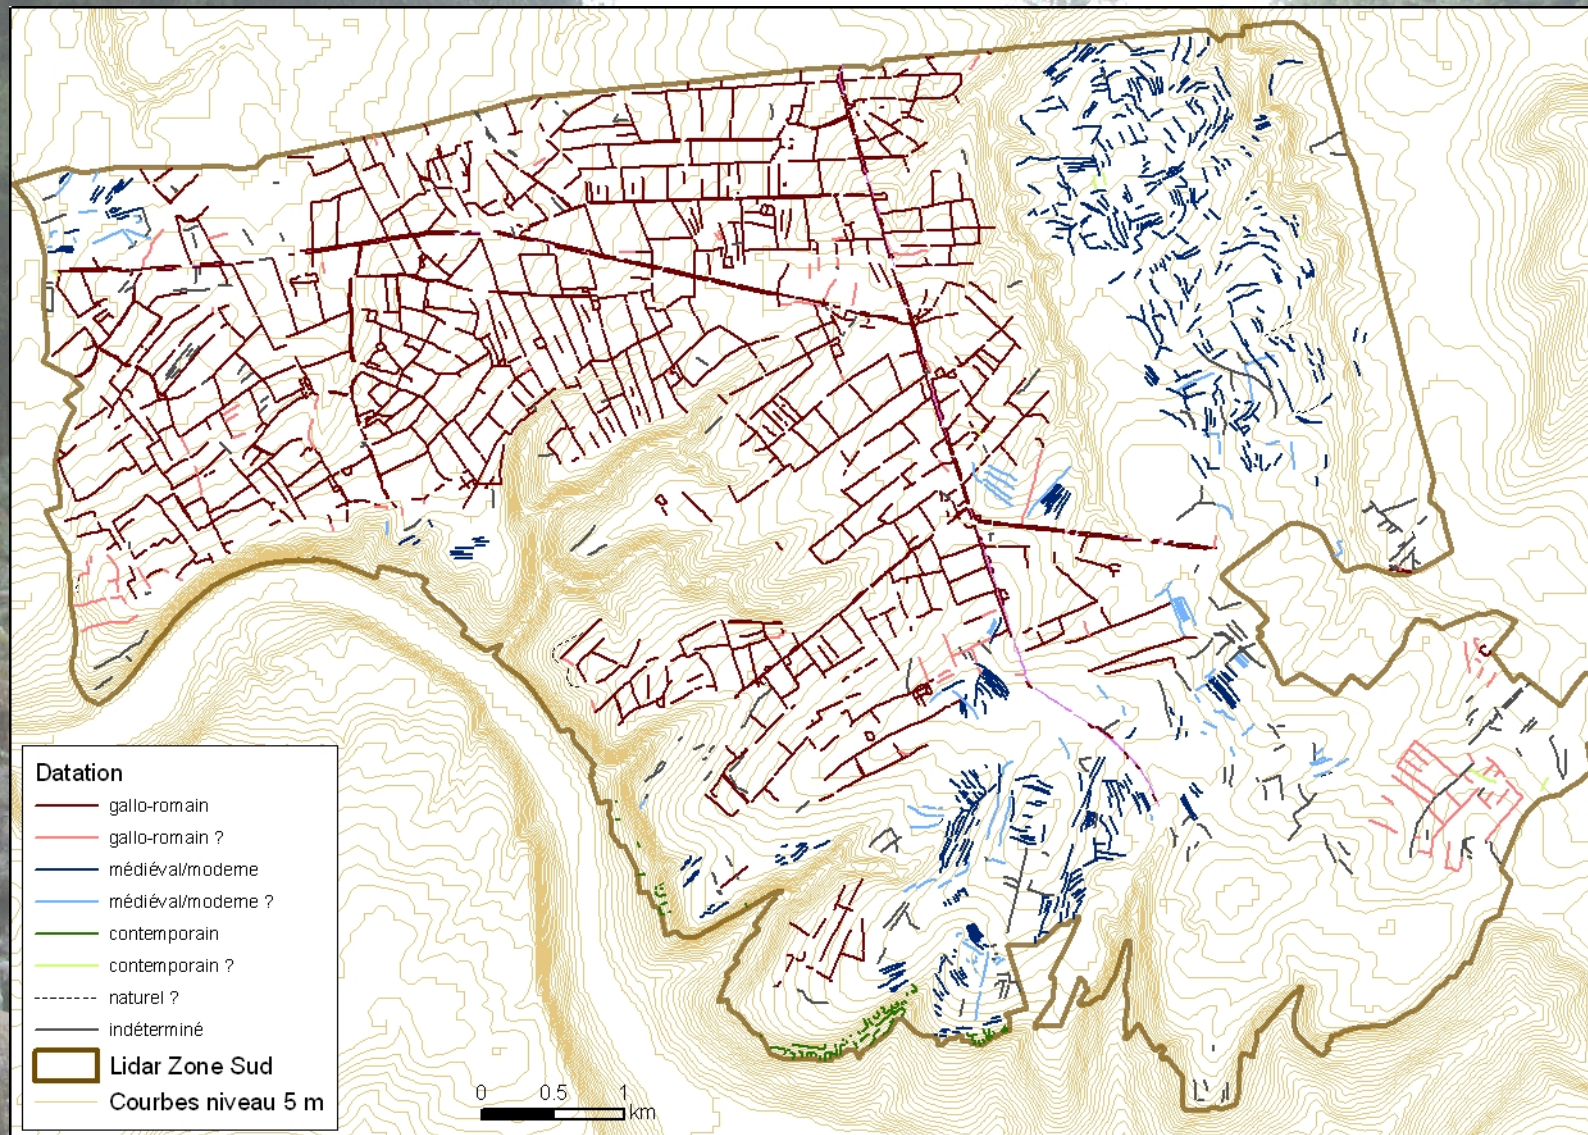 Datation
gallo-romain
gallo-romain ?
médiéval/moderne
médiéval/moderne ?
contemporain
contemporain ?
naturel ?
indéterminé
Lidar Zone Sud
Courbes niveau 5 m
0 0.5 1
km